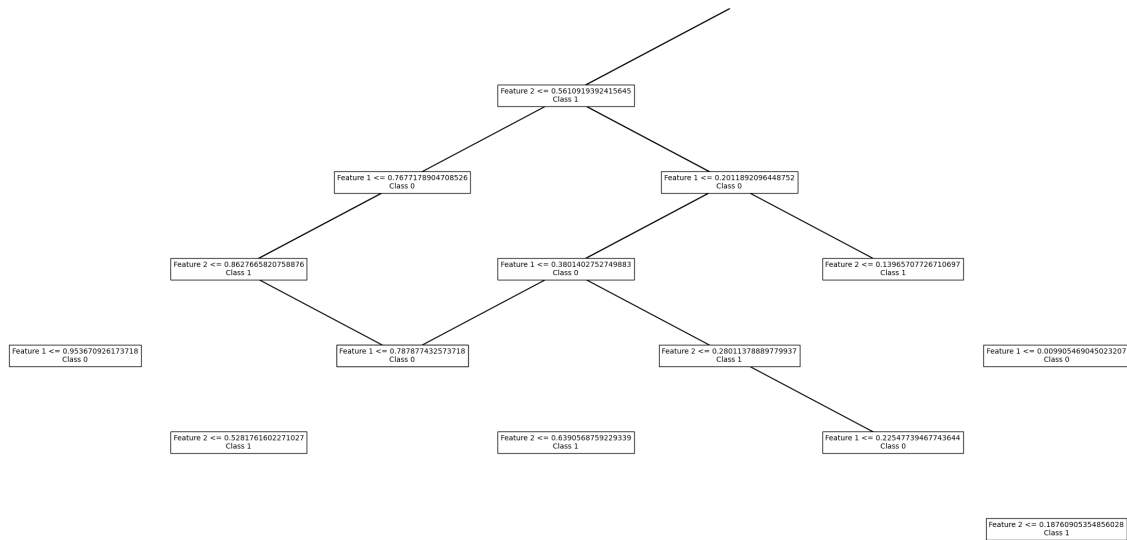 Feature 2 <= 0.5610919392415645
Class 1
Feature 1 <= 0.7677178904708526
Class 0
Feature 1 <= 0.2011892096448752
Class 0
Feature 2 <= 0.8627665820758876
Class 1
Feature 1 <= 0.3801402752749883
Class 0
Feature 2 <= 0.13965707726710697
Class 1
Feature 1 <= 0.953670926173718
Class 0
Feature 1 <= 0.787877432573718
Class 0
Feature 2 <= 0.28011378889779937
Class 1
Feature 1 <= 0.009905469045023207
Class 0
Feature 2 <= 0.5281761602271027
Class 1
Feature 2 <= 0.6390568759229339
Class 1
Feature 1 <= 0.22547739467743644
Class 0
Feature 2 <= 0.18760905354856028
Class 1